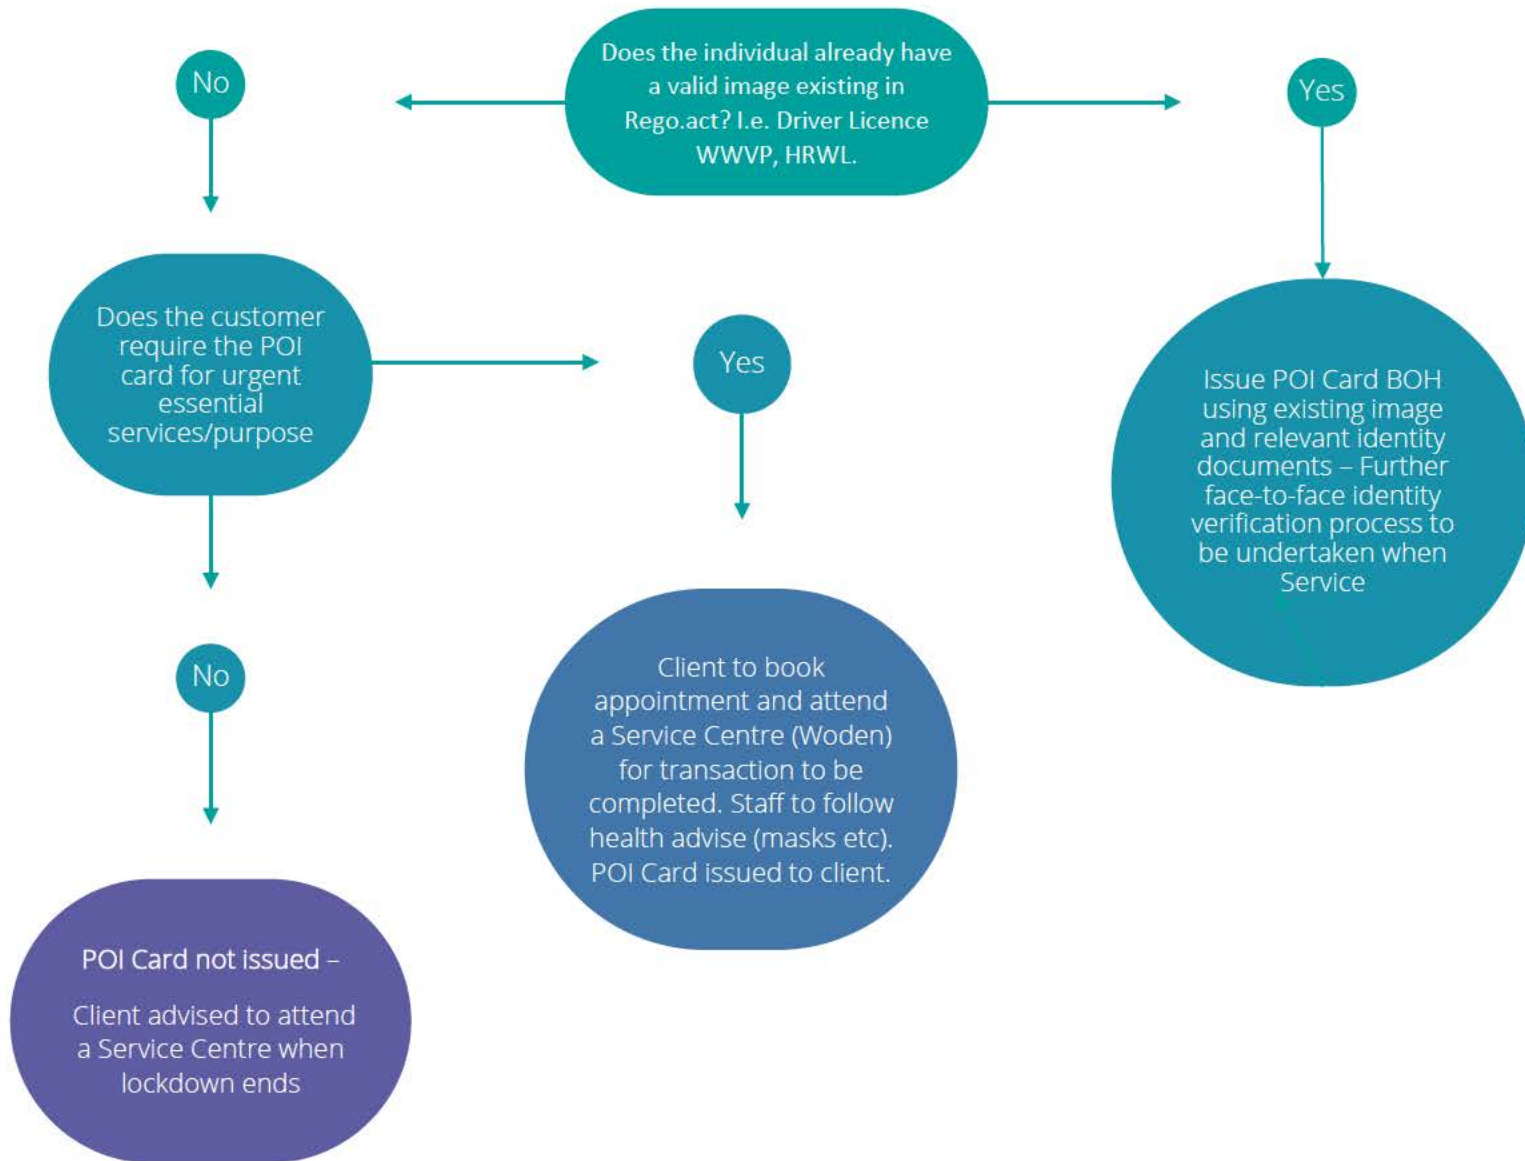 Does the individual already have
a valid image existing in
Rego.act? I.e. Driver Licence
WWVP, HRWL.
No
Yes
Does the customer
require the POI
card for urgent
essential
services/purpose
Yes
Issue POI Card BOH
using existing image
and relevant identity
documents – Further
face-to-face identity
verification process to
be undertaken when
Service
No
Client to book
appointment and attend
a Service Centre (Woden)
for transaction to be
completed. Staff to follow
health advise (masks etc).
POI Card issued to client.
POI Card not issued –
Client advised to attend
a Service Centre when
lockdown ends